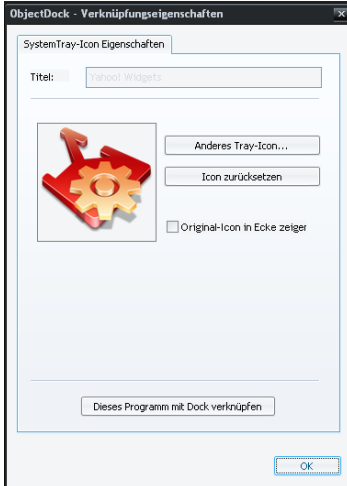 ObjectDock - Verknüpfungseigenschaften
SystemTray-Icon Eigenschaften
Titel: Yahoo! Widgets
Anderes Tray-Icon...
Icon zurücksetzen
Original-Icon in Ecke zeiger
Dieses Programm mit Dock verknüpfen
OK